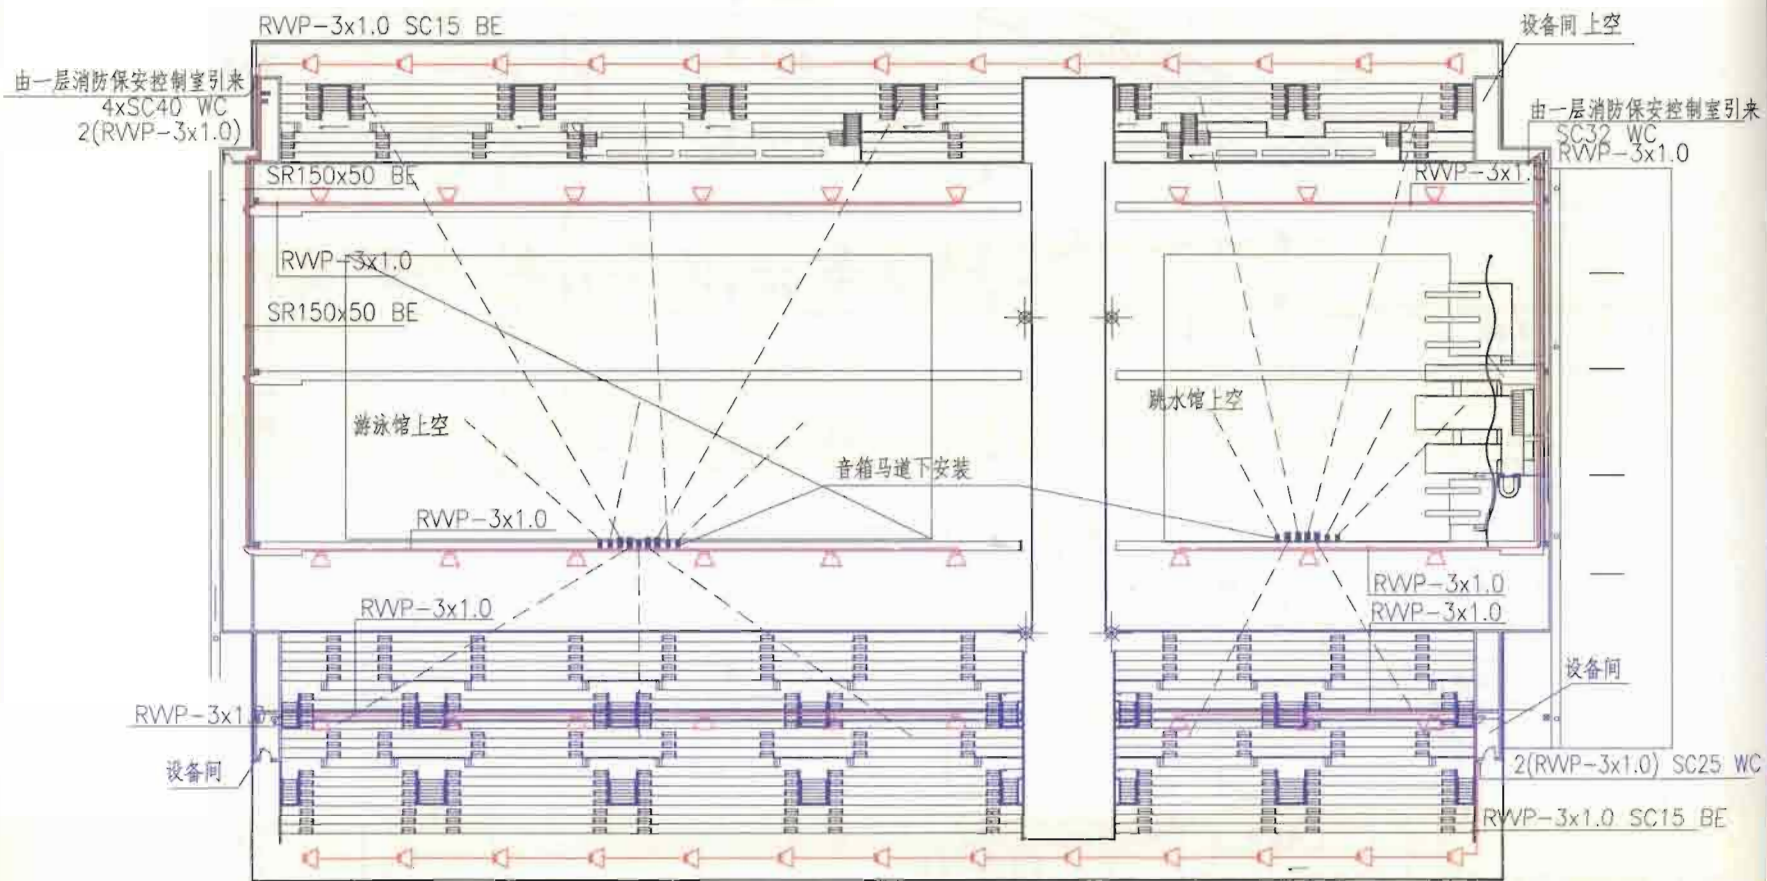 RVVP-3x1.0 SC15 BE
设备间上空
由一层消防保安控制室引来
4xSC40 WC
2(RVVP-3x1.0)
由一层消防保安控制室引来
SC32 WC
RVVP-3x1.0
SR150x50 BE
RVVP-3x1.
RVVP-3x1.0
SR150x50 BE
游泳馆上空
跳水馆上空
音箱马道下安装
RVVP-3x1.0
RVVP-3x1.0
RVVP-3x1.0
RVVP-3x1.0
设备间
RVVP-3x1.0
设备间
2(RVVP-3x1.0) SC25 WC
RVVP-3x1.0 SC15 BE